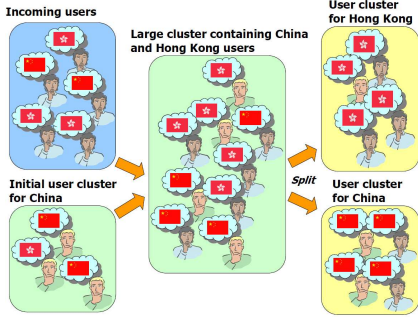 Incoming users
Large cluster containing China
and Hong Kong users
User cluster
for Hong Kong
Initial user cluster
for China
Split
User cluster
for China